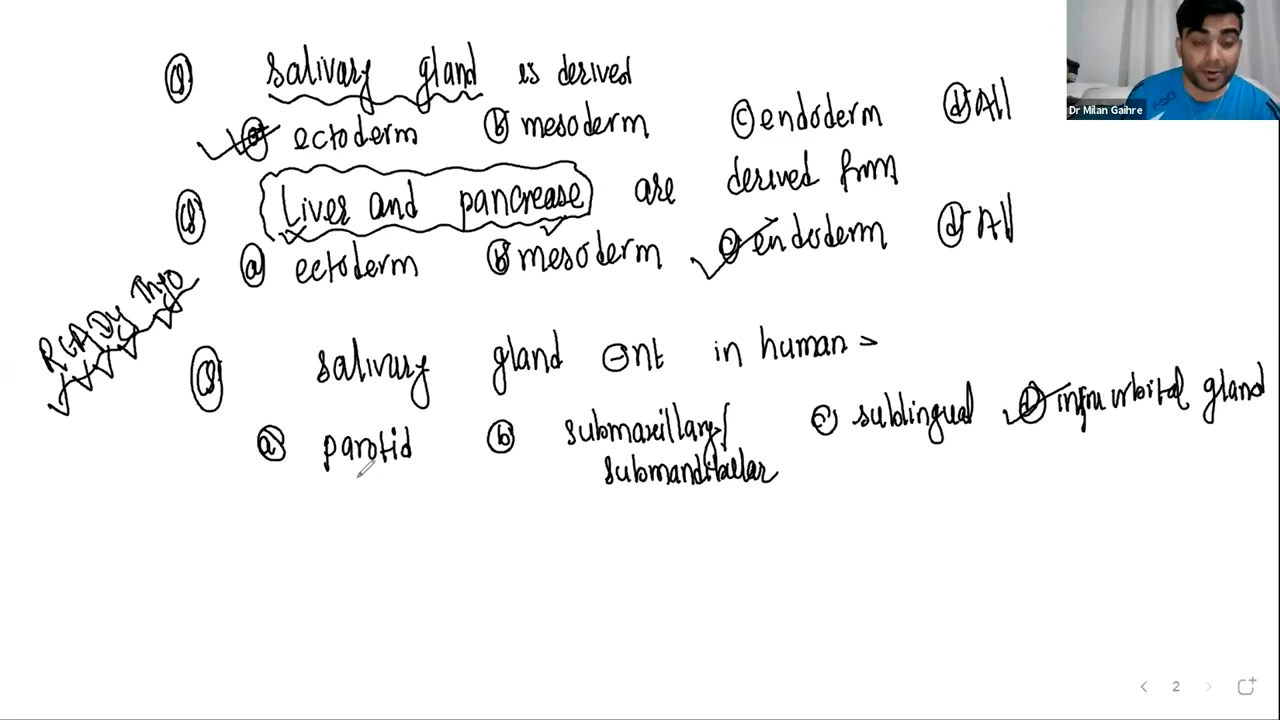 Q salivary gland is derived
a ectoderm b mesoderm c endoderm d All
Q Liver and pancrease are derived from
a ectoderm b mesoderm c endoderm d All
READY Thyo
Q salivary gland ⊖nt in human =
a parotid b submaxillary/ c sublingual d infraorbital gland
submandibular
Dr Milan Gaihre
2